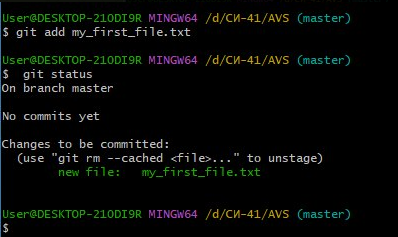 User@DESKTOP-21ODI9R MINGW64 /d/СИ-41/AVS (master)
$ git add my_first_file.txt
User@DESKTOP-21ODI9R MINGW64 /d/СИ-41/AVS (master)
$  git status
On branch master
No commits yet
Changes to be committed:
  (use "git rm --cached <file>..." to unstage)
        new file:   my_first_file.txt
User@DESKTOP-21ODI9R MINGW64 /d/СИ-41/AVS (master)
$